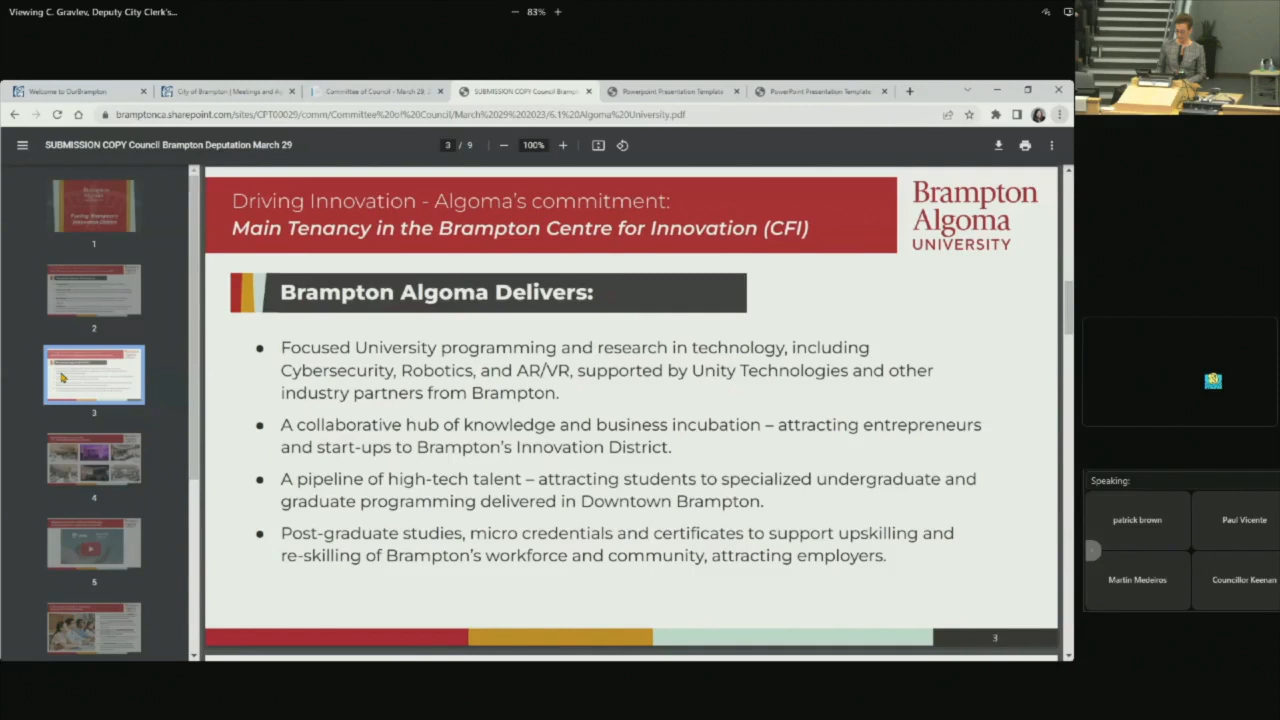 Viewing C. Gravlev, Deputy City Clerk's...
83%
Welcome to OurBrampton
City of Brampton | Meetings and Ag
Committee of Council - March 29, 2
SUBMISSION COPY Council Brampt
Powerpoint Presentation Template
PowerPoint Presentation Template
bramptonca.sharepoint.com/sites/CPT00029/comm/Committee%20of%20Council/March%2029%202023/6.1%20Algoma%20University.pdf
SUBMISSION COPY Council Brampton Deputation March 29
3 / 9
100%
Driving Innovation - Algoma's commitment:
Main Tenancy in the Brampton Centre for Innovation (CFI)
Brampton
Algoma
UNIVERSITY
Brampton Algoma Delivers:
● Focused University programming and research in technology, including
Cybersecurity, Robotics, and AR/VR, supported by Unity Technologies and other
industry partners from Brampton.
● A collaborative hub of knowledge and business incubation – attracting entrepreneurs
and start-ups to Brampton's Innovation District.
● A pipeline of high-tech talent – attracting students to specialized undergraduate and
graduate programming delivered in Downtown Brampton.
● Post-graduate studies, micro credentials and certificates to support upskilling and
re-skilling of Brampton's workforce and community, attracting employers.
3
1
2
3
4
5
Speaking:
patrick brown
Paul Vicente
Martin Medeiros
Councillor Keenan